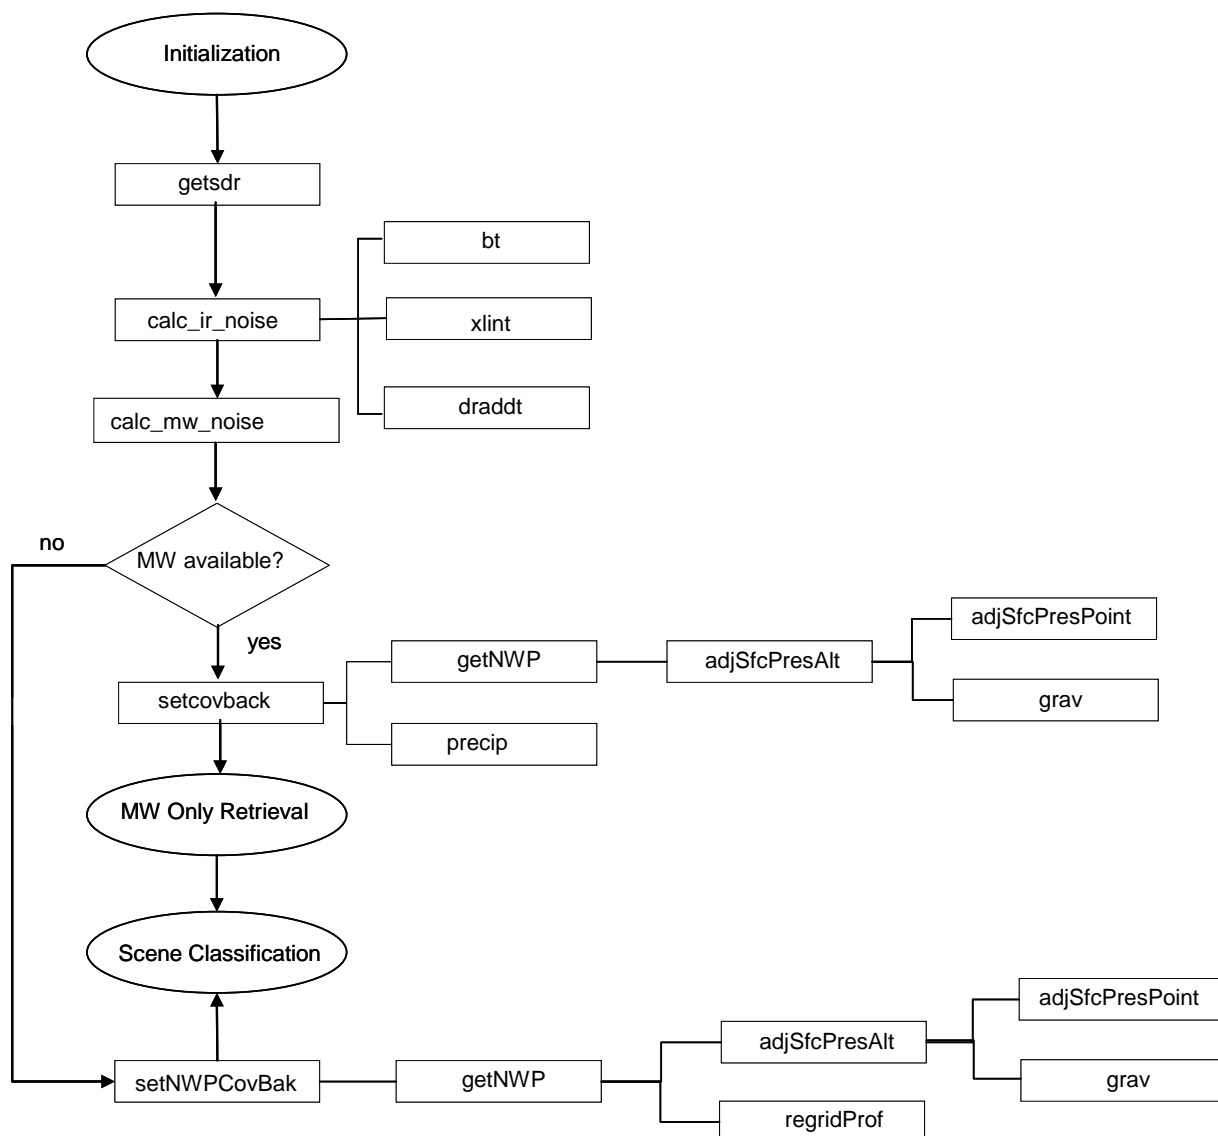 Initialization
getsdr
bt
calc_ir_noise
xlint
draddt
calc_mw_noise
no
MW available?
yes
adjSfcPresPoint
getNWP
adjSfcPresAlt
setcovback
grav
precip
MW Only Retrieval
Scene Classification
adjSfcPresPoint
adjSfcPresAlt
setNWPCovBak
getNWP
grav
regridProf